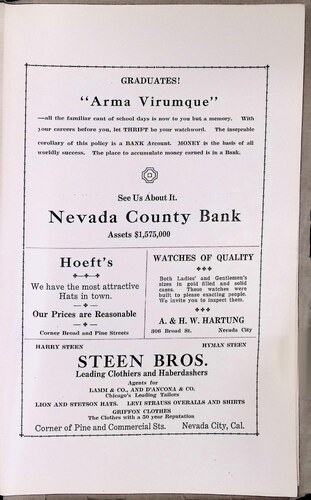 GRADUATES!
"Arma Virumque"
—all the familiar cant of school days is now to you but a memory. With
your careers before you, let THRIFT be your watchword. The inseprable
corollary of this policy is a BANK Account. MONEY is the basis of all
worldly success. The place to accumulate money earned is in a Bank.
See Us About It.
Nevada County Bank
Assets $1,575,000
Hoeft's
We have the most attractive
Hats in town.
Our Prices are Reasonable
Corner Broad and Pine Streets
WATCHES OF QUALITY
Both Ladies' and Gentlemen's
sizes in gold filled and solid
cases. These watches were
built to please exacting people.
We invite you to inspect them.
A. & H. W. HARTUNG
308 Broad St. Nevada City
HARRY STEEN HYMAN STEEN
STEEN BROS.
Leading Clothiers and Haberdashers
Agents for
LAMM & CO., AND D'ANCONA & CO.
Chicago's Leading Tailors
LION AND STETSON HATS. LEVI STRAUSS OVERALLS AND SHIRTS
GRIFFON CLOTHES
The Clothes with a 50 year Reputation
Corner of Pine and Commercial Sts. Nevada City, Cal.